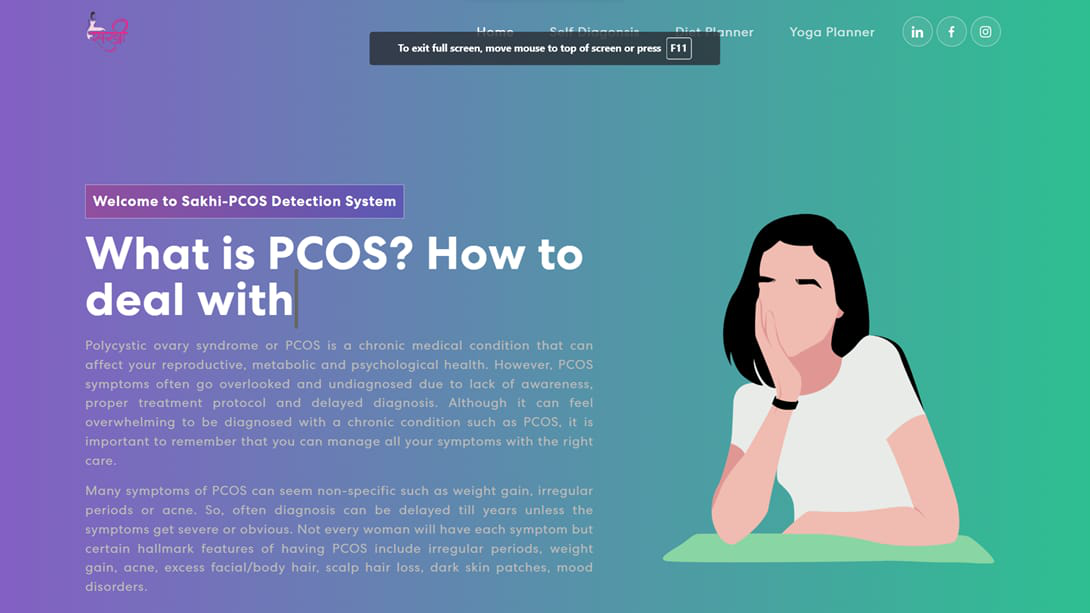 सखी
Home Self Diagonsis Diet Planner Yoga Planner in f
To exit full screen, move mouse to top of screen or press F11
Welcome to Sakhi-PCOS Detection System
What is PCOS? How to
deal with
Polycystic ovary syndrome or PCOS is a chronic medical condition that can
affect your reproductive, metabolic and psychological health. However, PCOS
symptoms often go overlooked and undiagnosed due to lack of awareness,
proper treatment protocol and delayed diagnosis. Although it can feel
overwhelming to be diagnosed with a chronic condition such as PCOS, it is
important to remember that you can manage all your symptoms with the right
care.
Many symptoms of PCOS can seem non-specific such as weight gain, irregular
periods or acne. So, often diagnosis can be delayed till years unless the
symptoms get severe or obvious. Not every woman will have each symptom but
certain hallmark features of having PCOS include irregular periods, weight
gain, acne, excess facial/body hair, scalp hair loss, dark skin patches, mood
disorders.